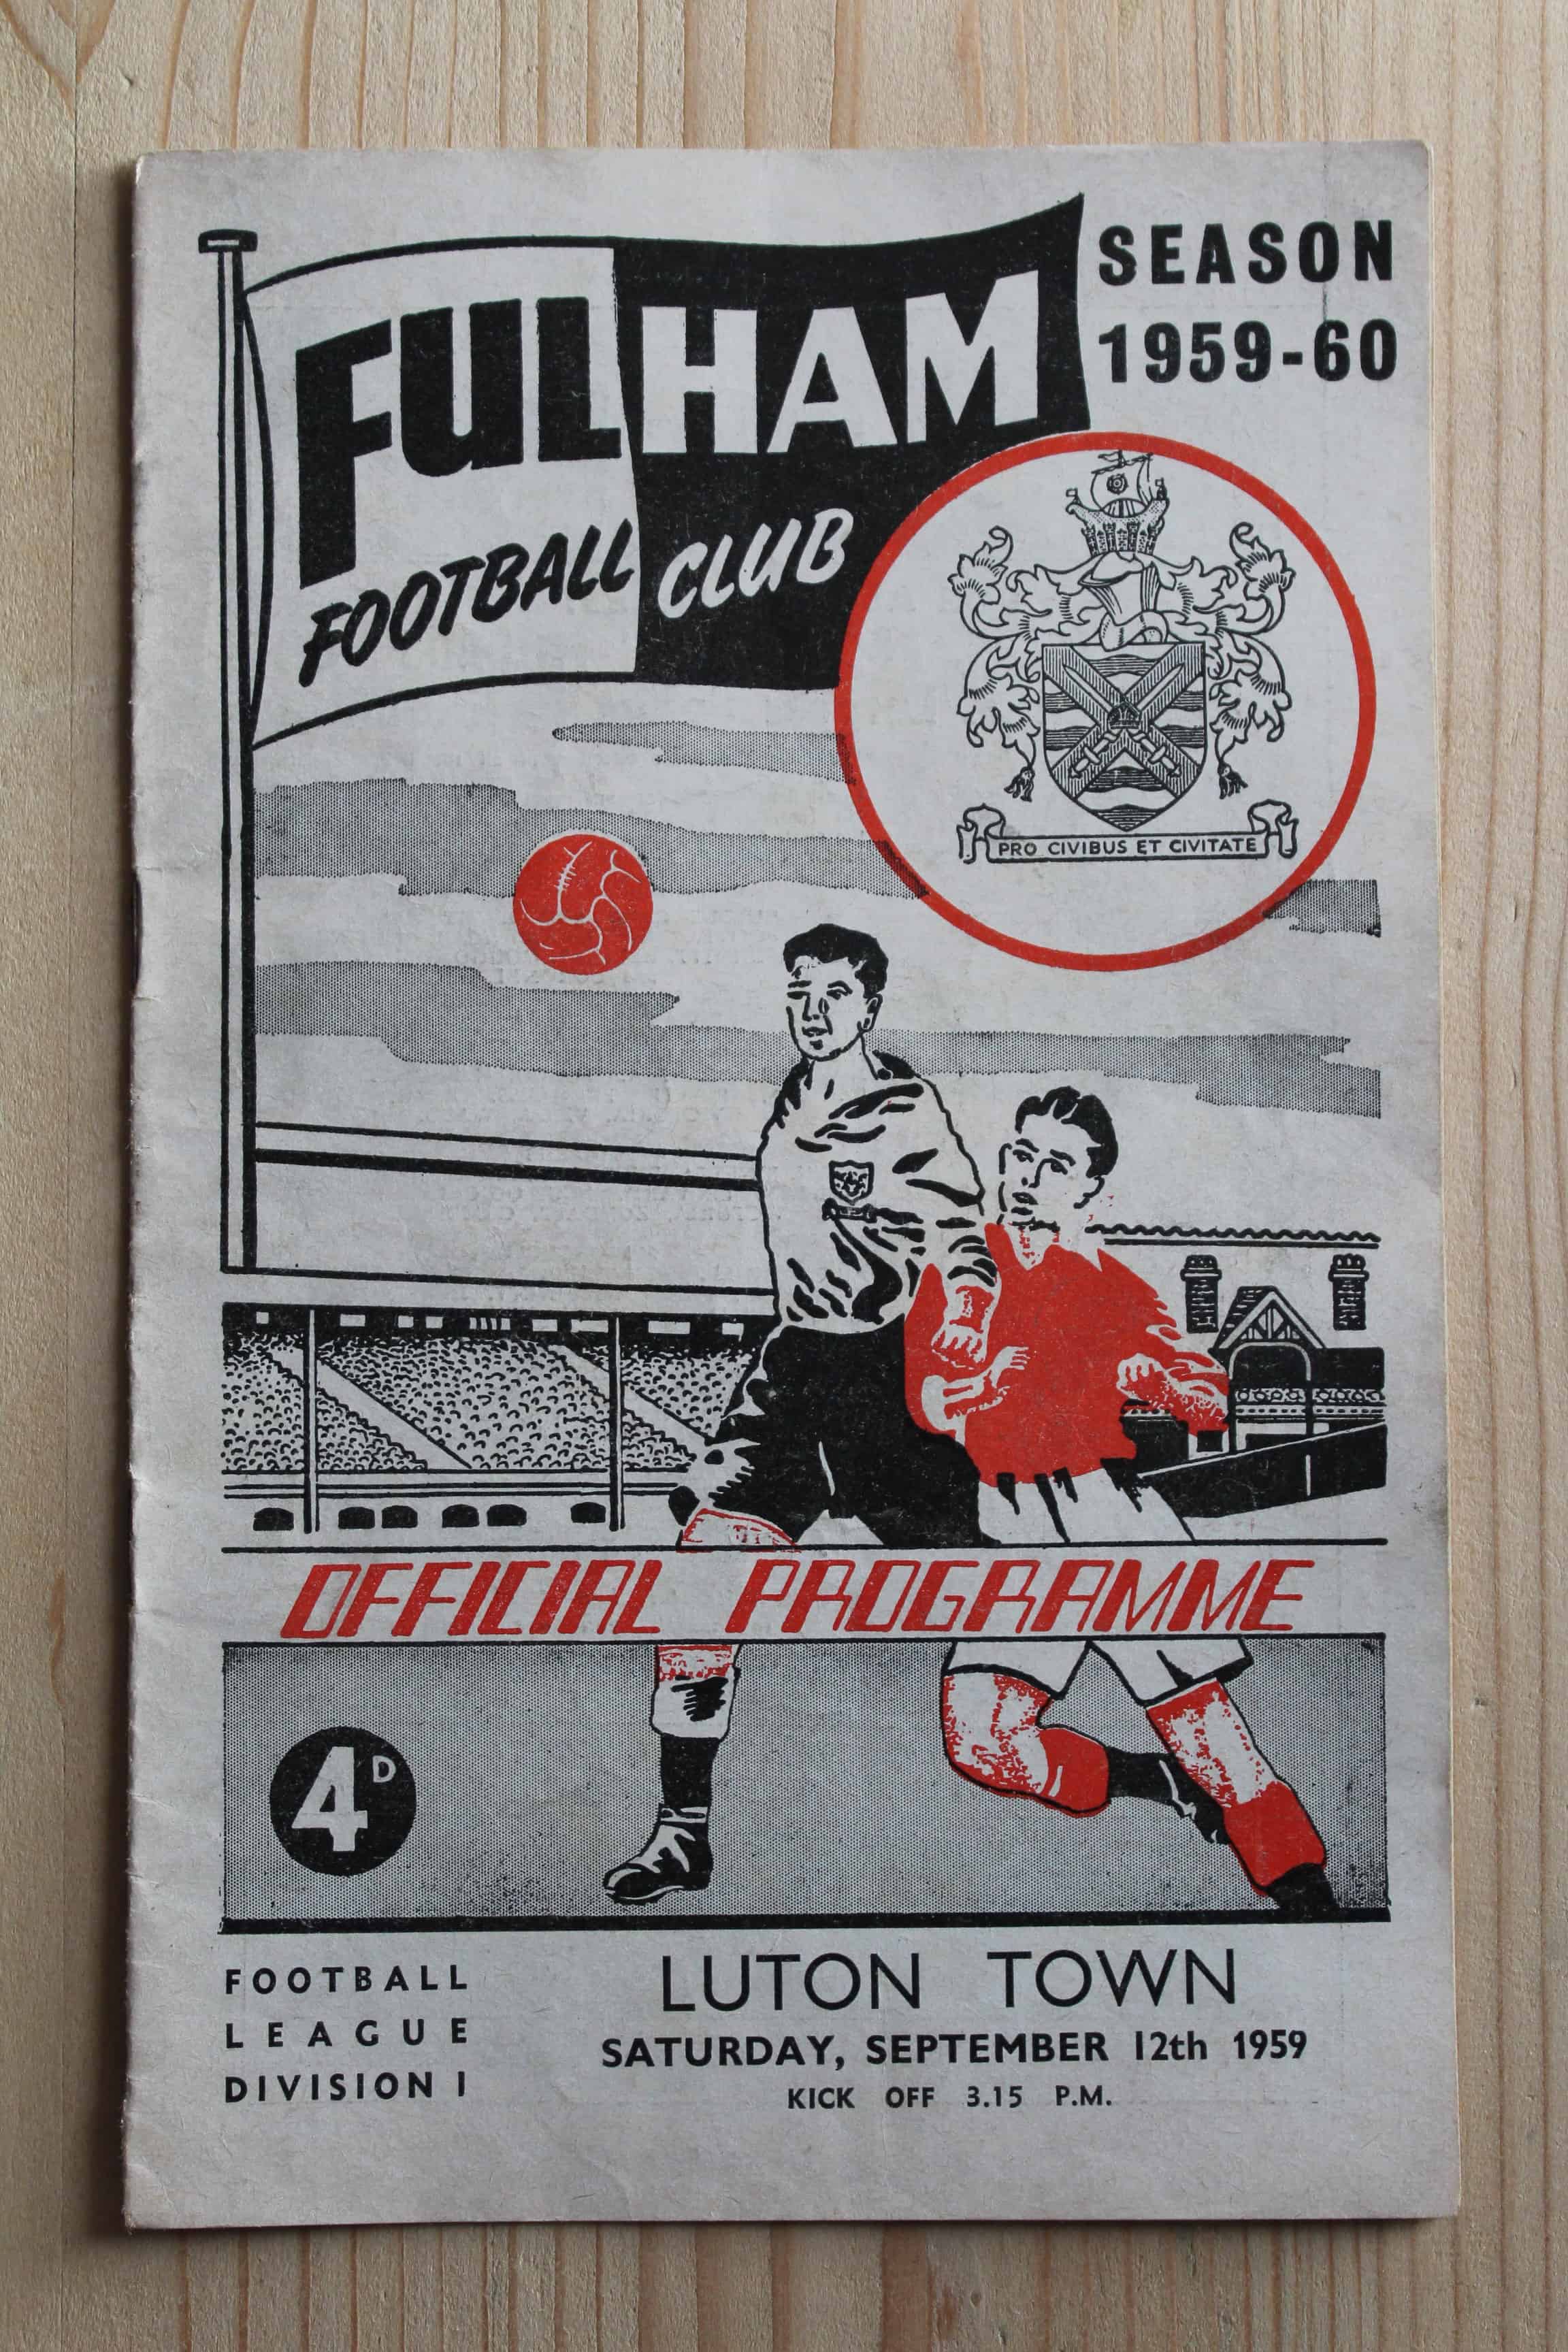 FULHAM
FOOTBALL CLUB
SEASON
1959-60
PRO CIVIBUS ET CIVITATE
OFFICIAL PROGRAMME
4D
FOOTBALL
LEAGUE
DIVISION I
LUTON TOWN
SATURDAY, SEPTEMBER 12th 1959
KICK OFF 3.15 P.M.